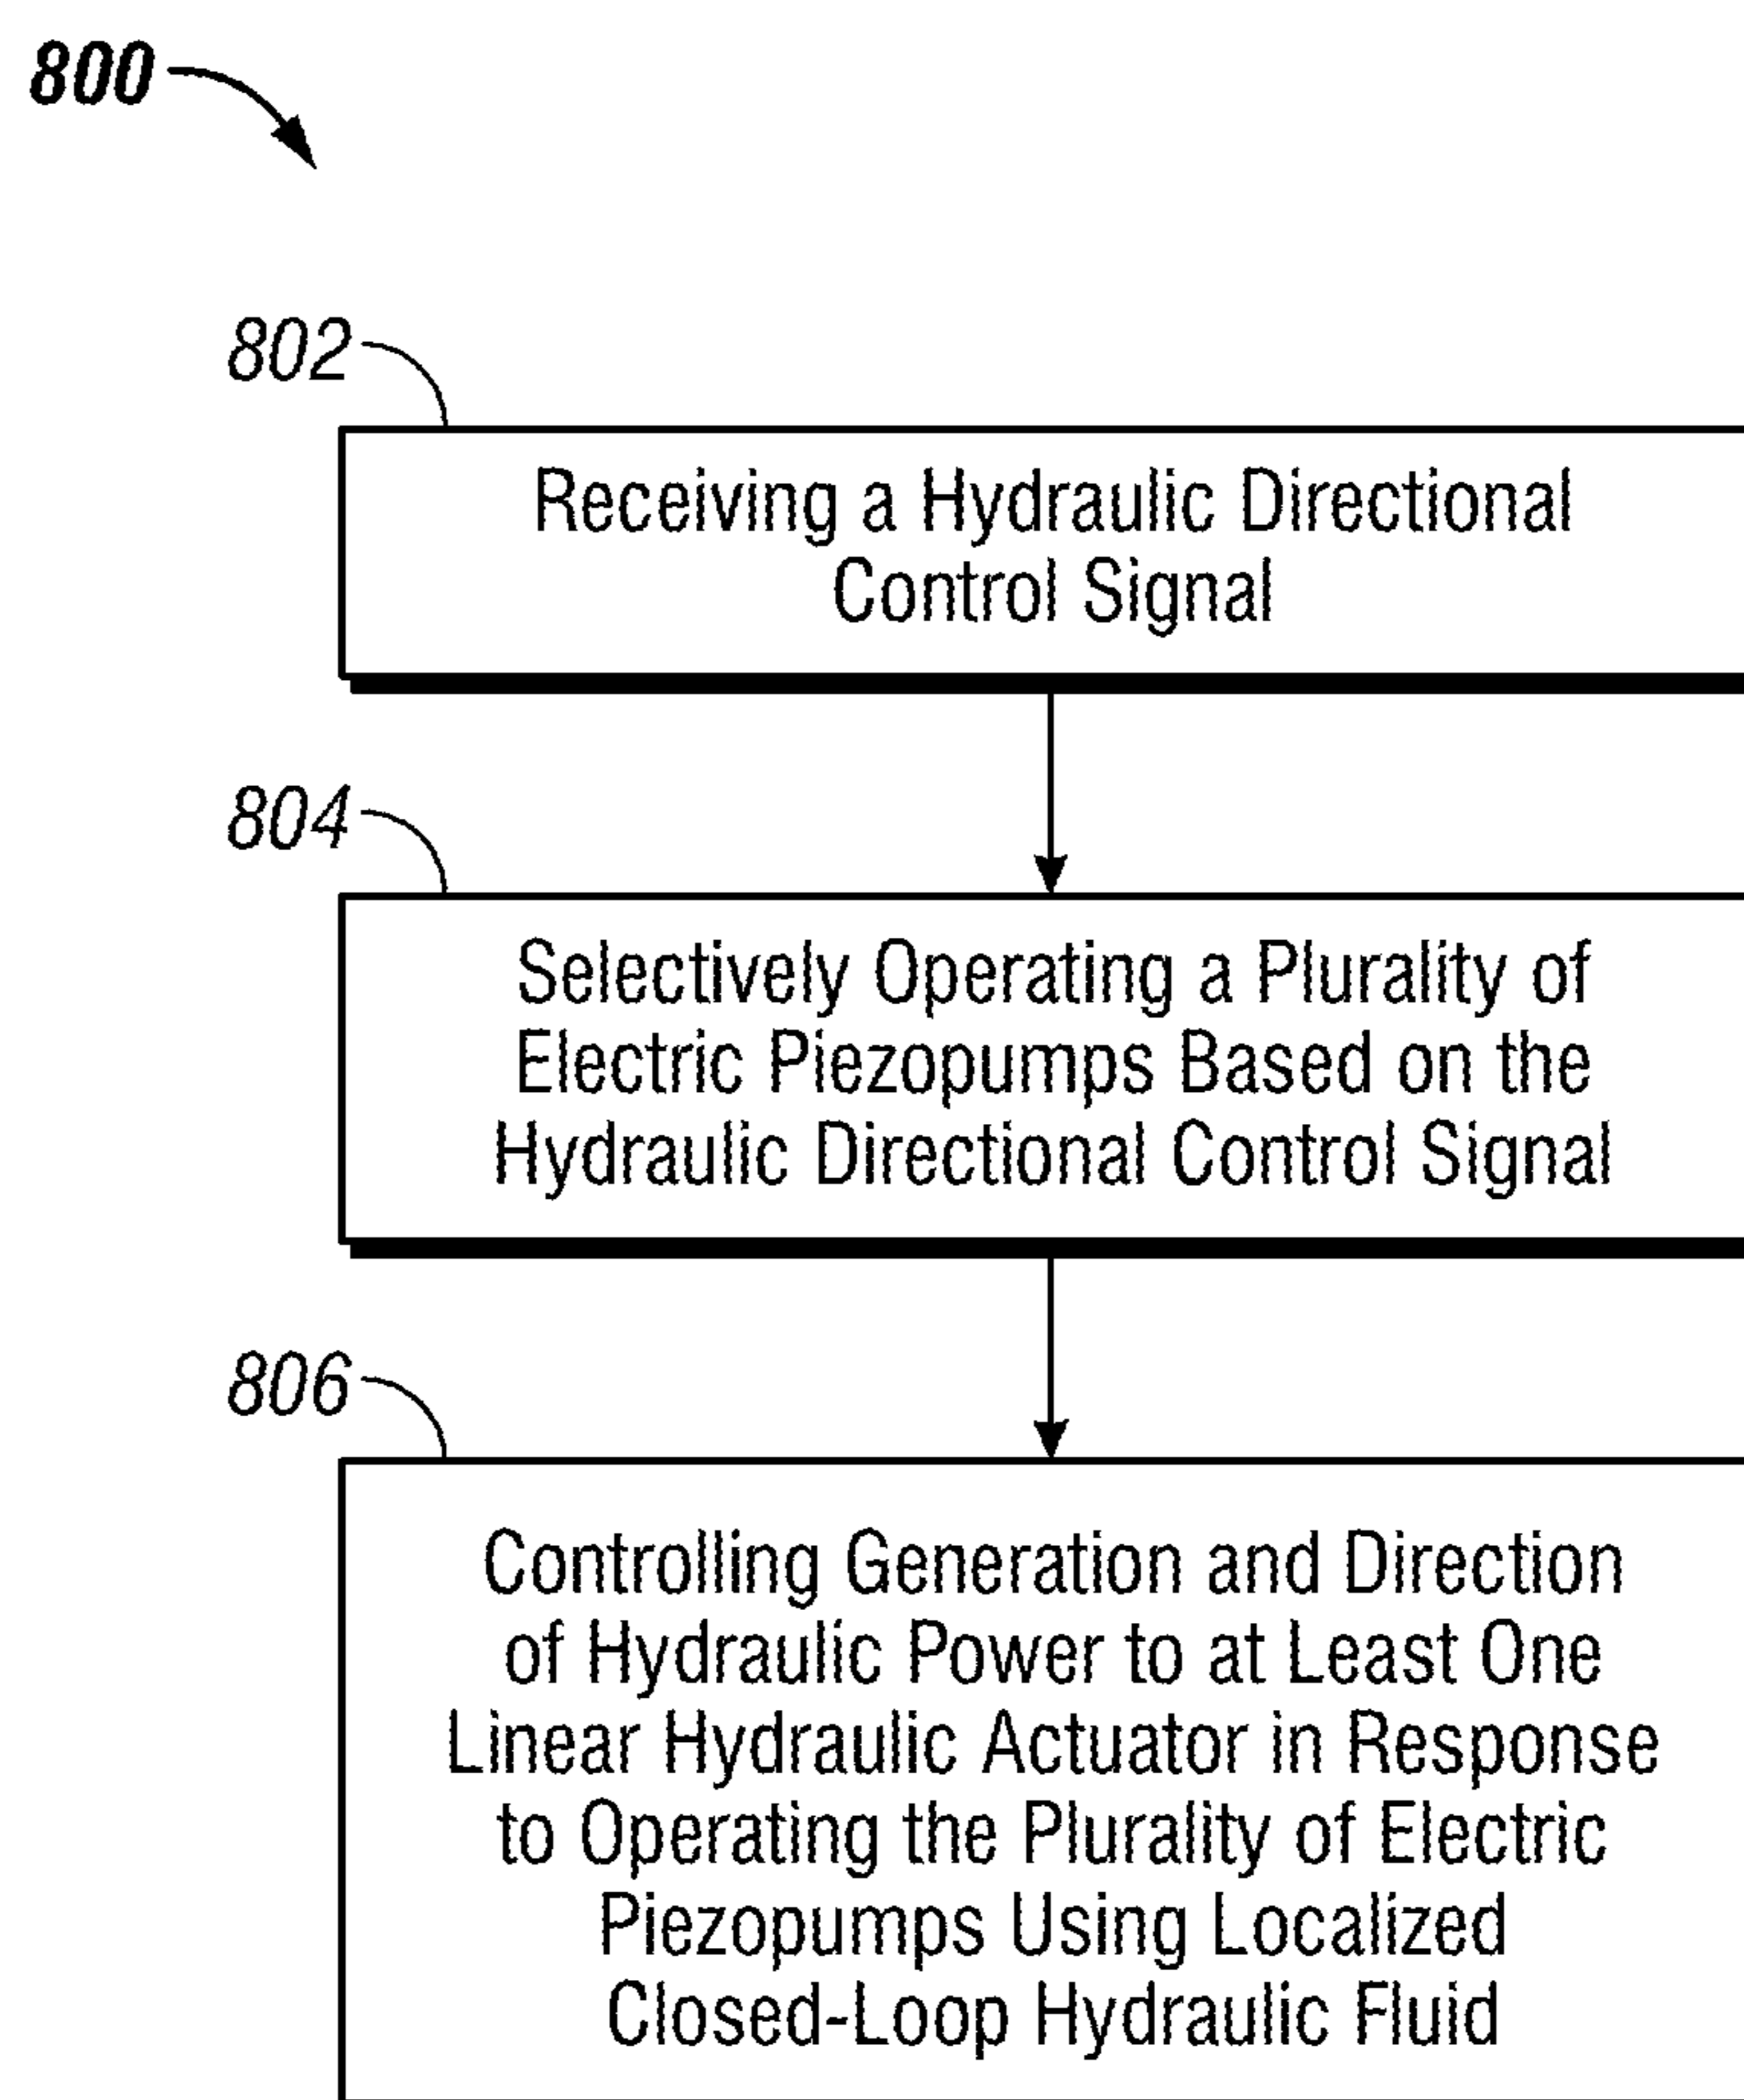 800
802
Receiving a Hydraulic Directional
Control Signal
804
Selectively Operating a Plurality of
Electric Piezopumps Based on the
Hydraulic Directional Control Signal
806
Controlling Generation and Direction
of Hydraulic Power to at Least One
Linear Hydraulic Actuator in Response
to Operating the Plurality of Electric
Piezopumps Using Localized
Closed-Loop Hydraulic Fluid